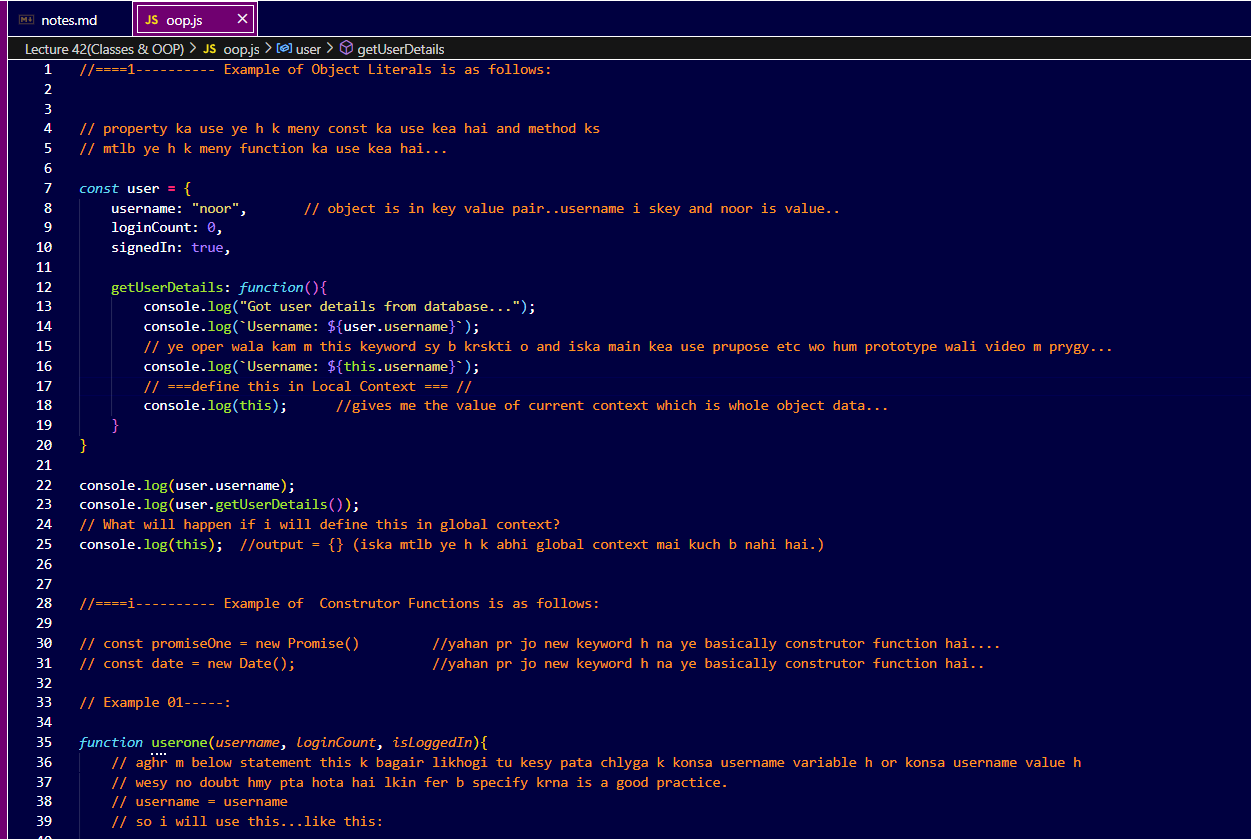 notes.md
JS oop.js ×
Lecture 42(Classes & OOP) > JS oop.js > user > getUserDetails
1 //====1---------- Example of Object Literals is as follows:
2
3
4 // property ka use ye h k meny const ka use kea hai and method ks
5 // mtlb ye h k meny function ka use kea hai...
6
7 const user = {
8 username: "noor", // object is in key value pair..username i skey and noor is value..
9 loginCount: 0,
10 signedIn: true,
11
12 getUserDetails: function(){
13 console.log("Got user details from database...");
14 console.log(`Username: ${user.username}`);
15 // ye oper wala kam m this keyword sy b krskti o and iska main kea use prupose etc wo hum prototype wali video m prygy...
16 console.log(`Username: ${this.username}`);
17 // ===define this in Local Context === //
18 console.log(this); //gives me the value of current context which is whole object data...
19 }
20 }
21
22 console.log(user.username);
23 console.log(user.getUserDetails());
24 // What will happen if i will define this in global context?
25 console.log(this); //output = {} (iska mtlb ye h k abhi global context mai kuch b nahi hai.)
26
27
28 //====i---------- Example of  Construtor Functions is as follows:
29
30 // const promiseOne = new Promise() //yahan pr jo new keyword h na ye basically construtor function hai....
31 // const date = new Date(); //yahan pr jo new keyword h na ye basically construtor function hai..
32
33 // Example 01-----:
34
35 function userone(username, loginCount, isLoggedIn){
36 // aghr m below statement this k bagair likhogi tu kesy pata chlyga k konsa username variable h or konsa username value h
37 // wesy no doubt hmy pta hota hai lkin fer b specify krna is a good practice.
38 // username = username
39 // so i will use this...like this: